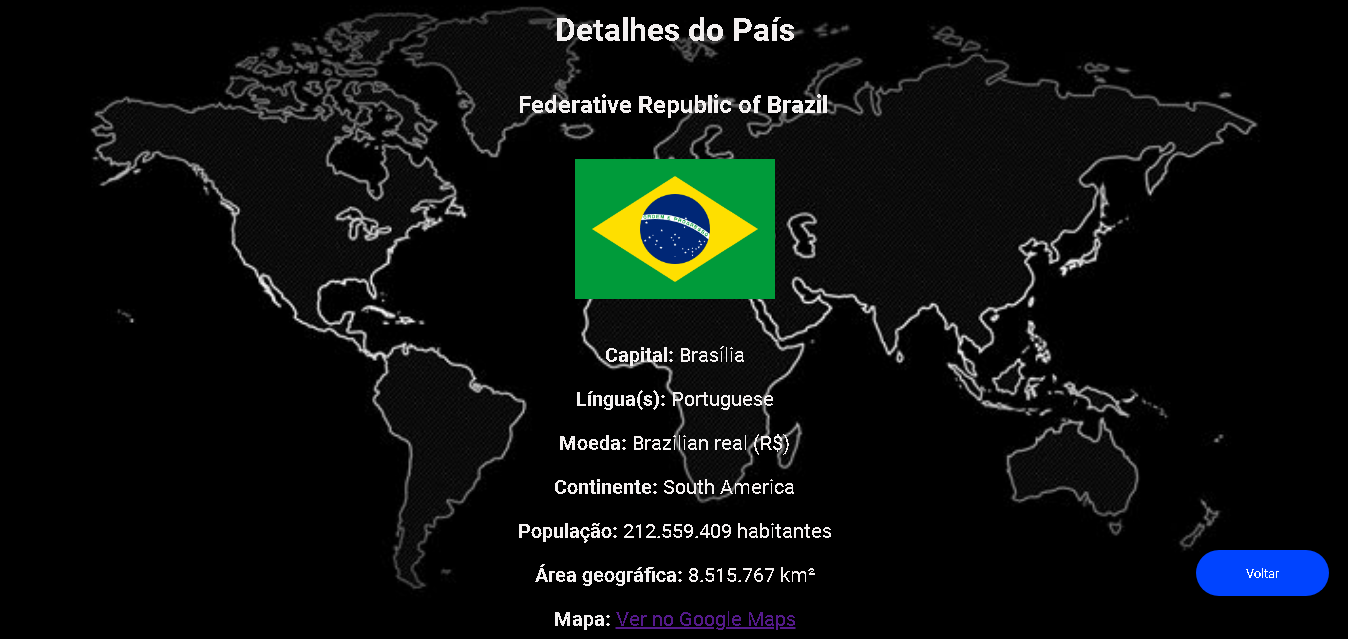 Detalhes do País
Federative Republic of Brazil
ORDEM E PROGRESSO
Capital: Brasília
Língua(s): Portuguese
Moeda: Brazilian real (R$)
Continente: South America
População: 212.559.409 habitantes
Área geográfica: 8.515.767 km²
Voltar
Mapa: Ver no Google Maps